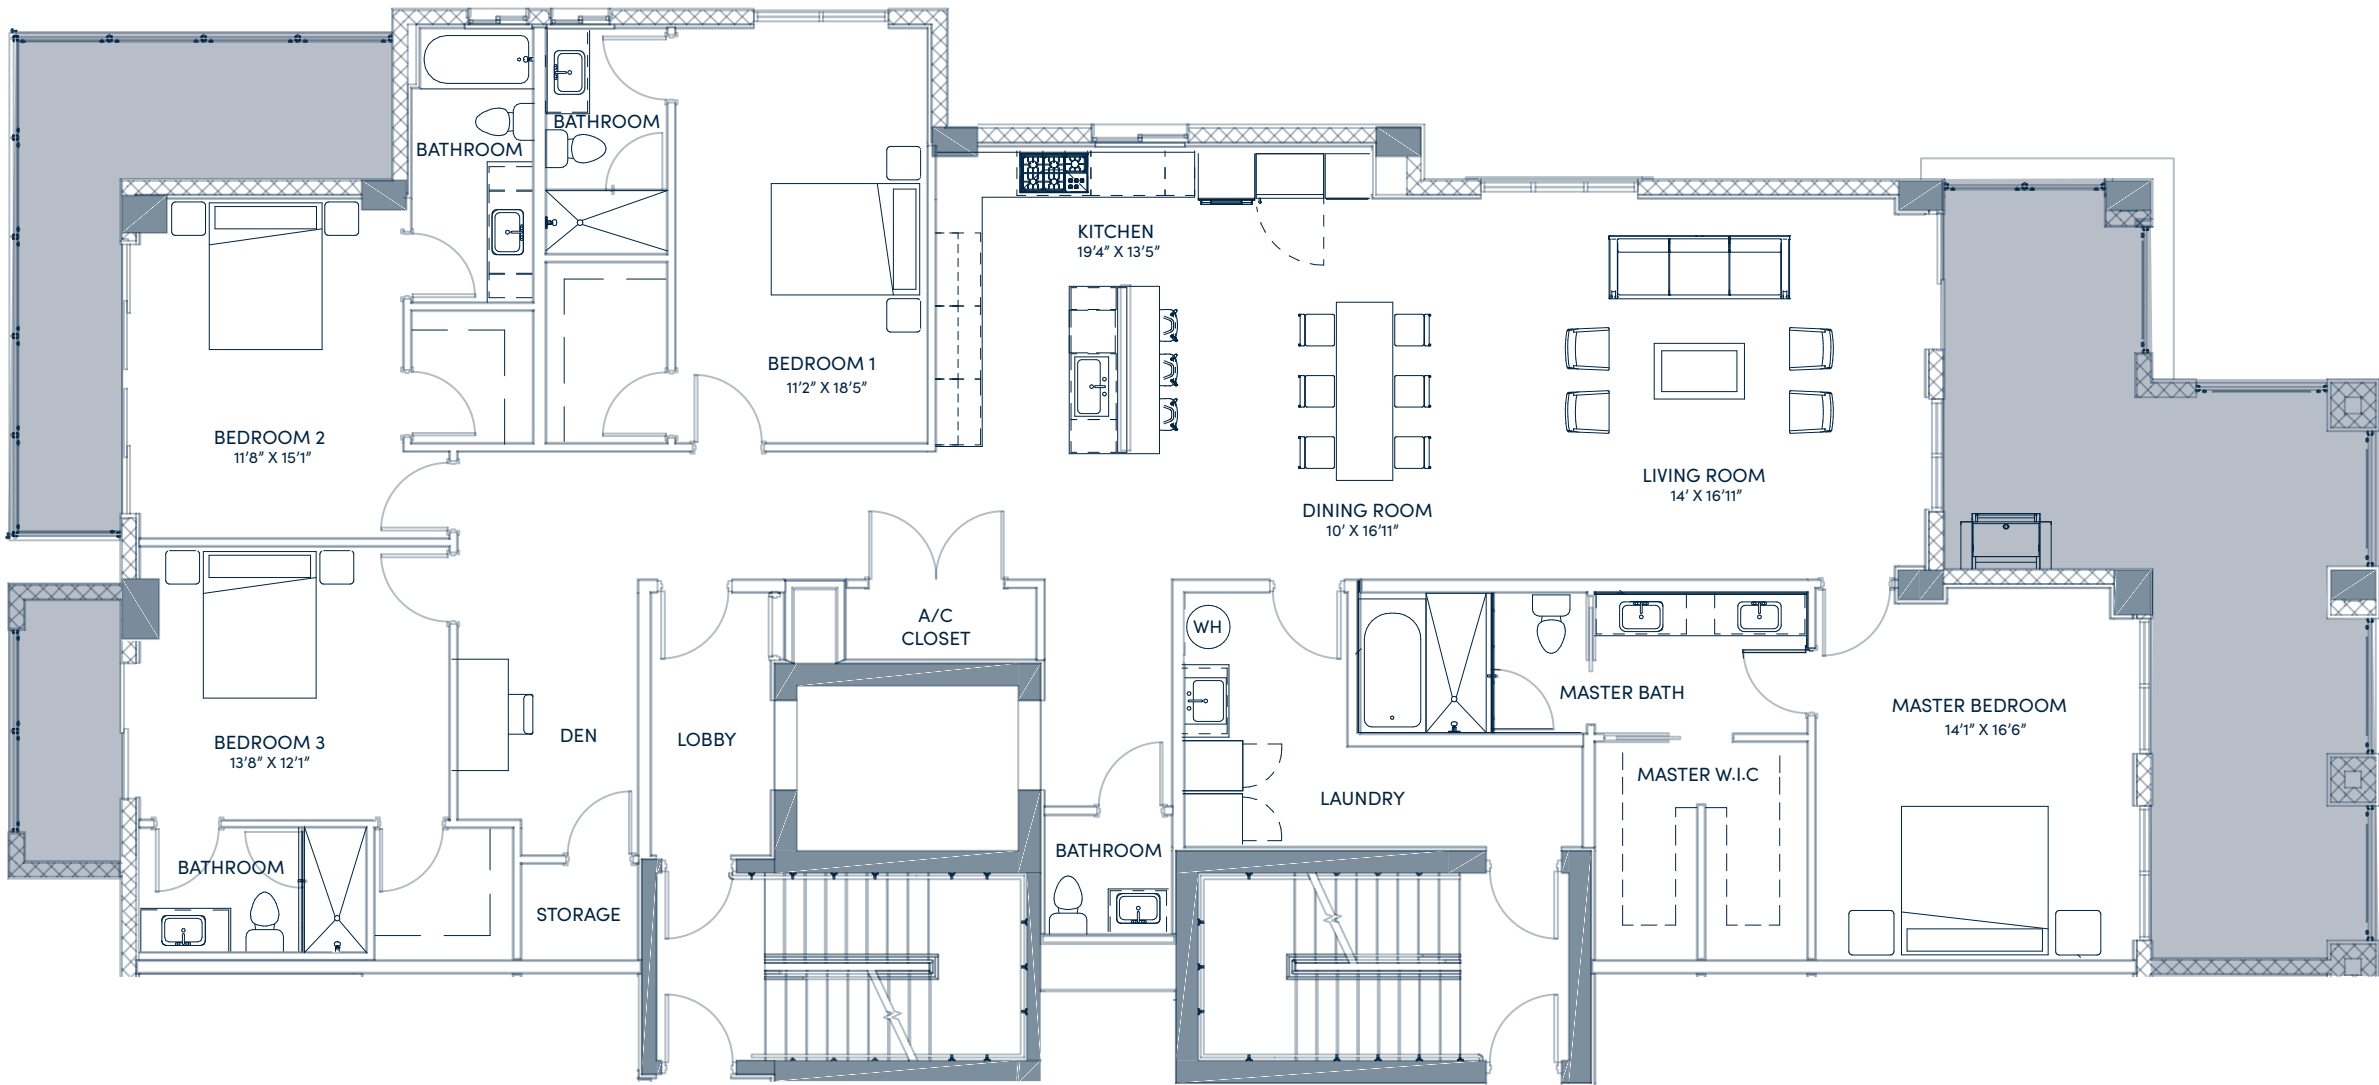 BATHROOM
BATHROOM
KITCHEN
19'4" X 13'5"
BEDROOM 1
11'2" X 18'5"
BEDROOM 2
11'8" X 15'1"
LIVING ROOM
14' X 16'11"
DINING ROOM
10' X 16'11"
A/C
CLOSET
WH
MASTER BATH
MASTER BEDROOM
14'1" X 16'6"
DEN
LOBBY
BEDROOM 3
13'8" X 12'1"
MASTER W.I.C
LAUNDRY
BATHROOM
BATHROOM
STORAGE